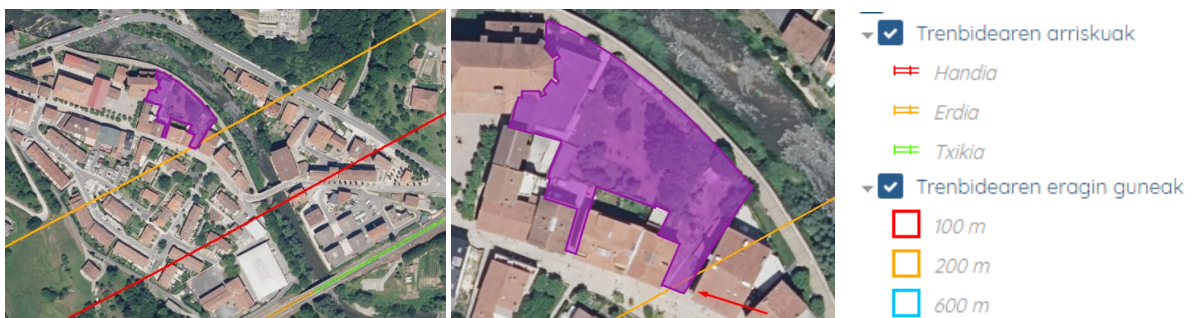 Trenbidearen arriskuak
Handia
Erdia
Txikia
Trenbidearen eragin guneak
100 m
200 m
600 m